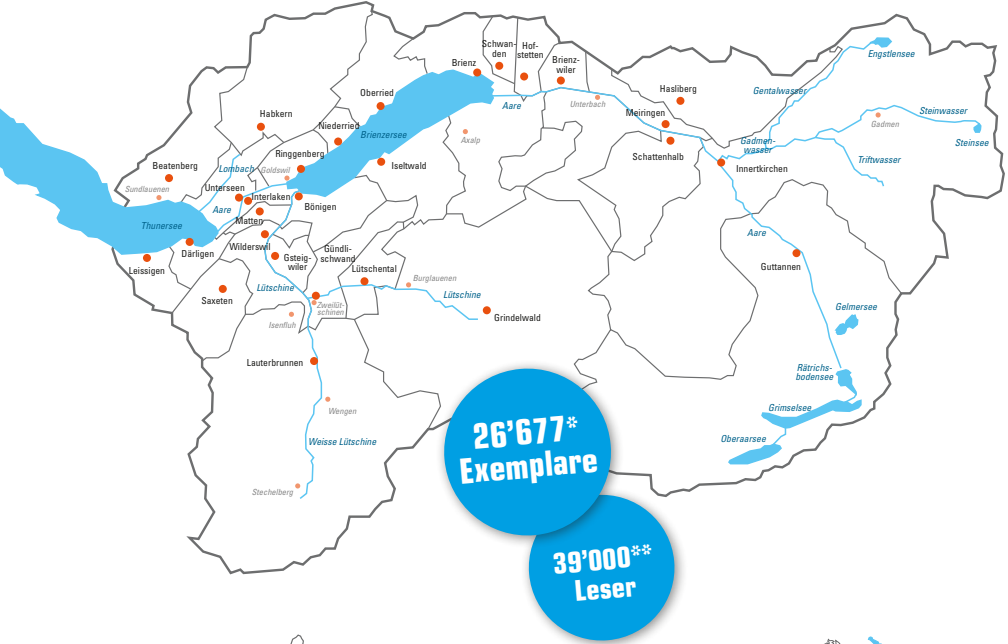 Engstlensee
Schwan-
den
Hof-
stetten
Brienz
Brienz-
wiler
Gentalwasser
Hasliberg
Oberried
Aare
Unterbach
Meiringen
Steinwasser
Habkern
Niederried
Brienzersee
Axalp
Gadmen
Steinsee
Gadmen-
wasser
Schattenhalb
Ringgenberg
Beatenberg
Lombach
Goldswil
Iseltwald
Innertkirchen
Triftwasser
Sundlauenen
Unterseen
Interlaken
Bönigen
Aare
Matten
Thunersee
Aare
Wilderswil
Gündli-
schwand
Därligen
Gsteig-
wiler
Leissigen
Lütschental
Guttannen
Burglauenen
Lütschine
Lütschine
Saxeten
Zweilüt-
schinen
Gelmersee
Isenfluh
Grindelwald
Lauterbrunnen
Rätrichs-
bodensee
Wengen
Grimselsee
Weisse Lütschine
Oberaarsee
Stechelberg
26’677*
Exemplare
39’000**
Leser